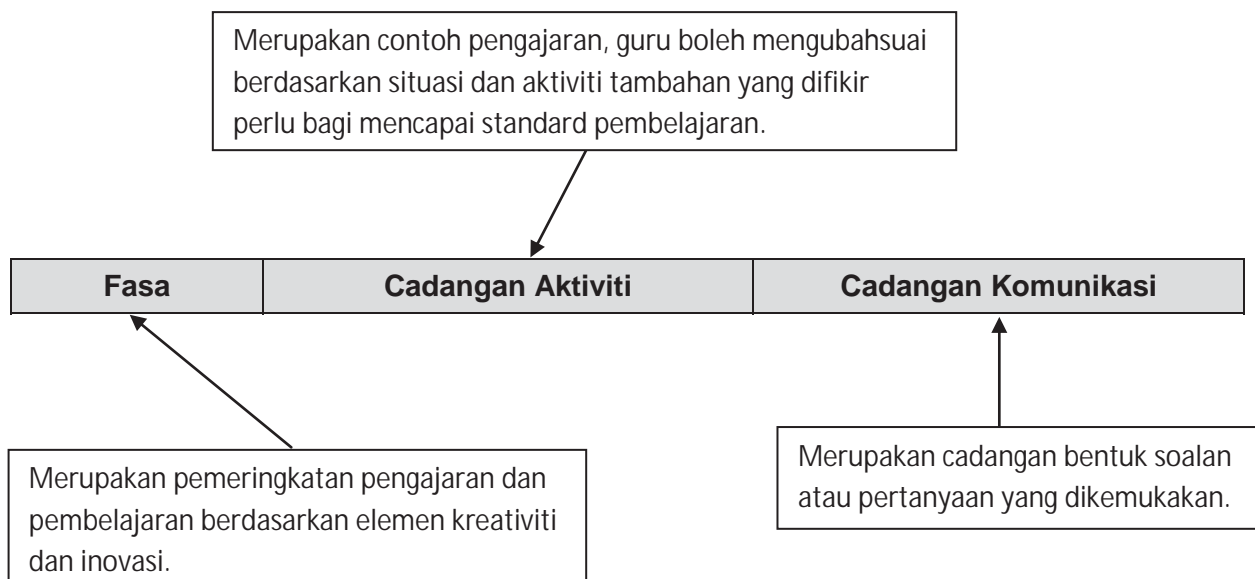 Merupakan contoh pengajaran, guru boleh mengubahsuai
berdasarkan situasi dan aktiviti tambahan yang difikir
perlu bagi mencapai standard pembelajaran.
Fasa Cadangan Aktiviti Cadangan Komunikasi
Merupakan pemeringkatan pengajaran dan
pembelajaran berdasarkan elemen kreativiti
dan inovasi.
Merupakan cadangan bentuk soalan
atau pertanyaan yang dikemukakan.